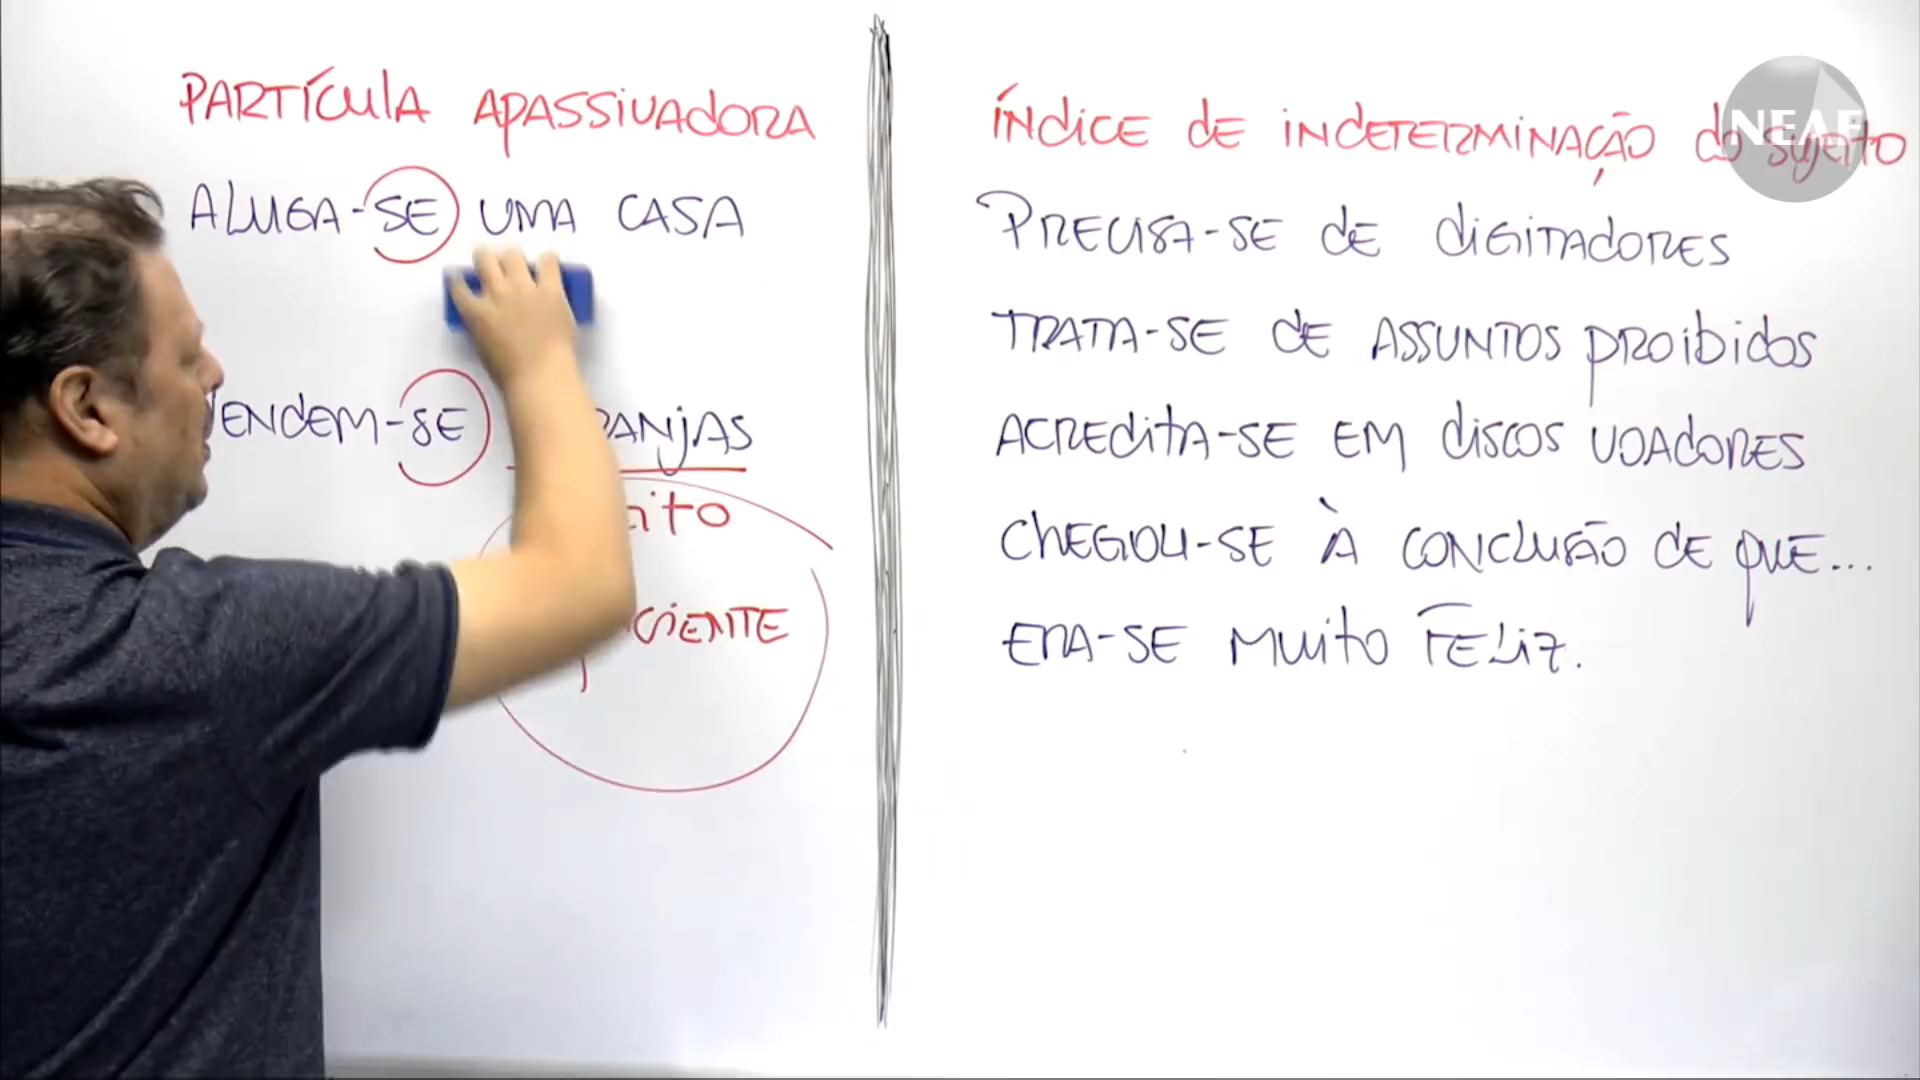 PARTÍCULA APASSIVADORA
ALUGA-SE UMA CASA
VENDEM-SE
ÍNDICE DE INDETERMINAÇÃO do sujeito
NEAF
PRECISA-SE DE DIGITADORES
TRATA-SE DE ASSUNTOS PROIBIDOS
ACREDITA-SE EM DISCOS VOADORES
CHEGOU-SE À CONCLUSÃO DE QUE...
ERA-SE MUITO FELIZ.